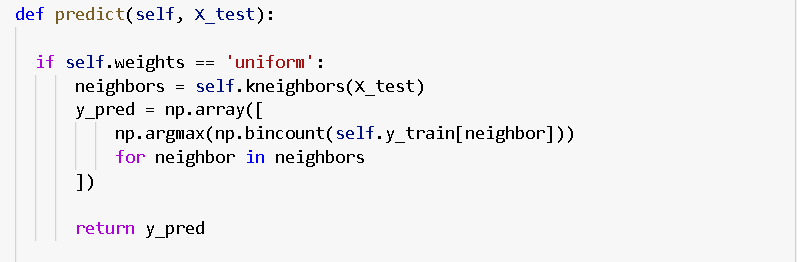 def predict(self, X_test):
if self.weights == 'uniform':
neighbors = self.kneighbors(X_test)
y_pred = np.array([
np.argmax(np.bincount(self.y_train[neighbor]))
for neighbor in neighbors
])
return y_pred